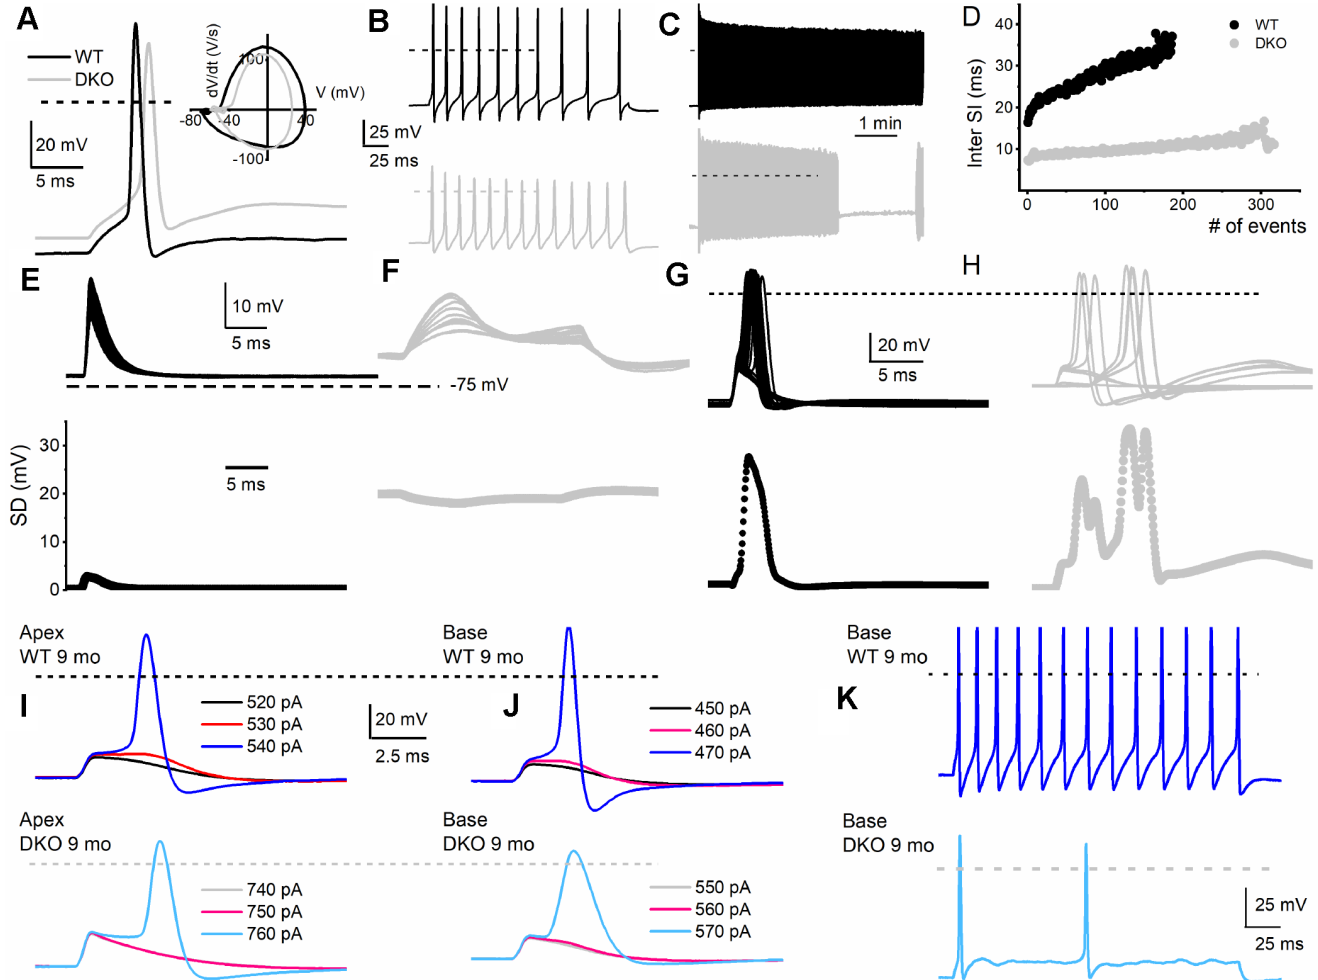 A
WT
DKO
20 mV
5 ms
dV/dt (V/s)
100
V (mV)
-80
-40
40
-100
B
25 mV
25 ms
C
1 min
D
Inter SI (ms)
40
30
20
10
0
100
200
300
# of events
WT
DKO
E
10 mV
5 ms
-75 mV
F
G
20 mV
5 ms
H
SD (mV)
30
20
10
0
5 ms
Apex
WT 9 mo
I
520 pA
530 pA
540 pA
20 mV
2.5 ms
Base
WT 9 mo
J
450 pA
460 pA
470 pA
Base
WT 9 mo
K
Apex
DKO 9 mo
740 pA
750 pA
760 pA
Base
DKO 9 mo
550 pA
560 pA
570 pA
Base
DKO 9 mo
25 mV
25 ms